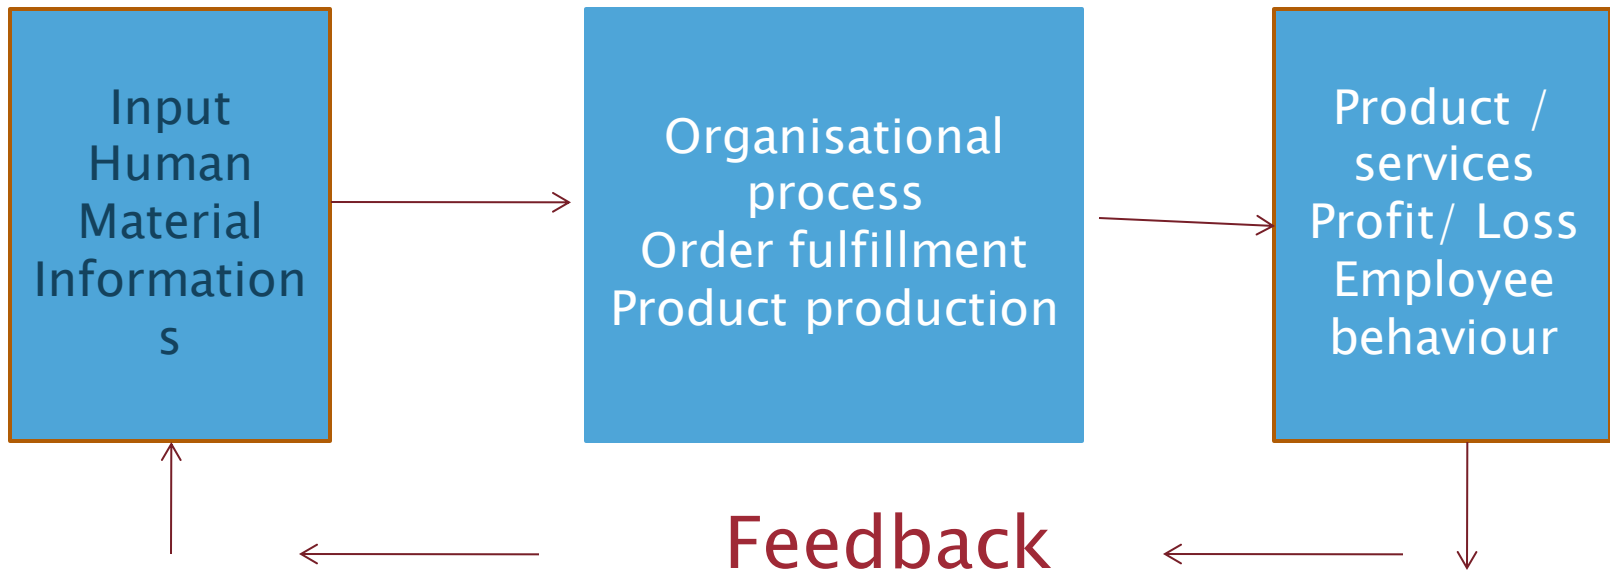 Input
Human
Material
Information
s
Organisational
process
Order fulfillment
Product production
Product /
services
Profit/ Loss
Employee
behaviour
Feedback